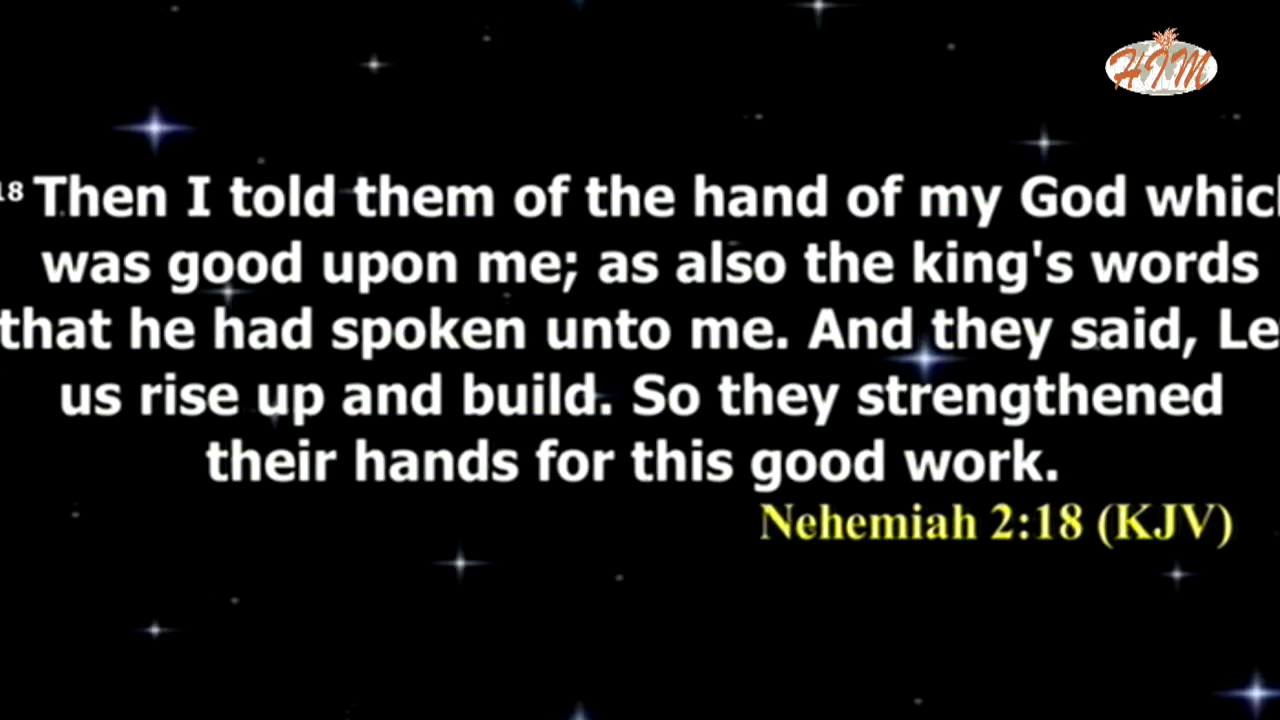 HIM
18 Then I told them of the hand of my God whic
was good upon me; as also the king's words
that he had spoken unto me. And they said, Le
us rise up and build. So they strengthened
their hands for this good work.
Nehemiah 2:18 (KJV)